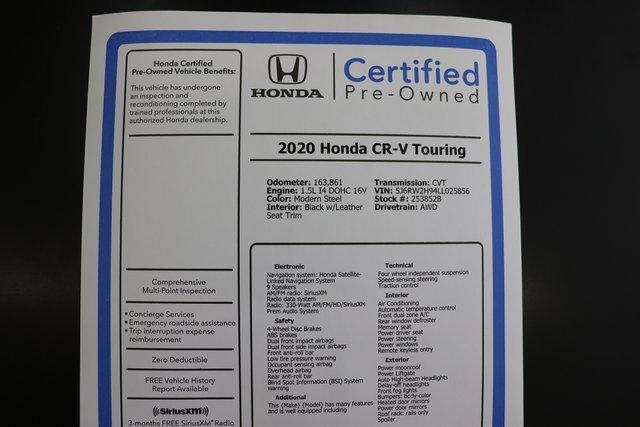 Honda Certified
Pre-Owned Vehicle Benefits:
This vehicle has undergone
an inspection and
reconditioning completed by
trained professionals at this
authorized Honda dealership.
Comprehensive
Multi-Point Inspection
• Concierge Services
• Emergency roadside assistance
• Trip interruption expense
reimbursement
Zero Deductible
FREE Vehicle History
Report Available
((SiriusXM))
3-months FREE SiriusXM® Radio
HONDA
Certified
Pre-Owned
2020 Honda CR-V Touring
Odometer: 163,861
Engine: 1.5L I4 DOHC 16V
Color: Modern Steel
Interior: Black w/Leather
Seat Trim
Transmission: CVT
VIN: 5J6RW2H94LL025856
Stock #: 253852B
Drivetrain: AWD
Electronic
Navigation system: Honda Satellite-
Linked Navigation System
9 Speakers
AM/FM radio: SiriusXM
Radio data system
Radio: 330-Watt AM/FM/HD/SiriusXM
Prem Audio System
Safety
4-Wheel Disc Brakes
ABS brakes
Dual front impact airbags
Dual front side impact airbags
Front anti-roll bar
Low tire pressure warning
Occupant sensing airbag
Overhead airbag
Rear anti-roll bar
Blind Spot Information (BSI) System
warning
Additional
This {Make} {Model} has many features
and is well equipped including
Technical
Four wheel independent suspension
Speed-sensing steering
Traction control
Interior
Air Conditioning
Automatic temperature control
Front dual zone A/C
Rear window defroster
Memory seat
Power driver seat
Power steering
Power windows
Remote keyless entry
Exterior
Power moonroof
Power Liftgate
Auto High-beam Headlights
Delay-off headlights
Front fog lights
Bumpers: body-color
Heated door mirrors
Power door mirrors
Roof rack: rails only
Spoiler